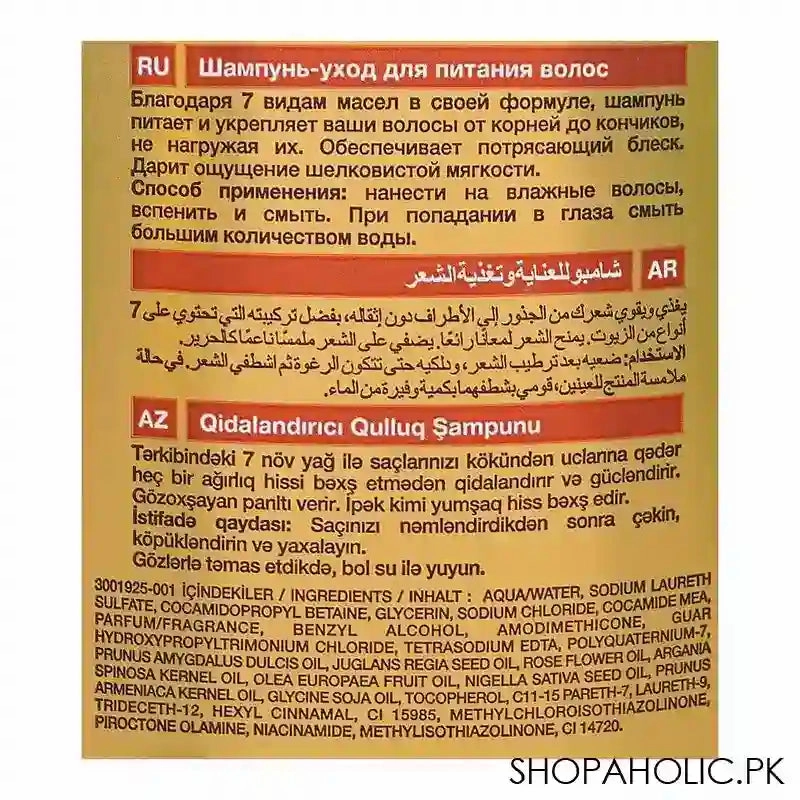 RU Шампунь-уход для питания волос
Благодаря 7 видам масел в своей формуле, шампунь
питает и укрепляет ваши волосы от корней до кончиков,
не нагружая их. Обеспечивает потрясающий блеск.
Дарит ощущение шелковистой мягкости.
Способ применения: нанести на влажные волосы,
вспенить и смыть. При попадании в глаза смыть
большим количеством воды.
شامبو للعناية وتغذية الشعر AR
يغذي ويقوي شعرك من الجذور إلى الأطراف دون إثقاله، بفضل تركيبته التي تحتوي على 7
أنواع من الزيوت. يمنح الشعر لمعانا رائعًا. يضفي على الشعر ملمسًا ناعمًا كالحرير.
الاستخدام: ضعيه بعد ترطيب الشعر، ودلكيه حتى تتكون الرغوة ثم اشطفي الشعر. في حالة
ملامسة المنتج للعينين، قومي بشطفهما بكمية وفيرة من الماء.
AZ Qidalandırıcı Qulluq Şampunu
Tərkibindəki 7 növ yağ ilə saçlarınızı kökündən uclarına qədər
heç bir ağırlıq hissi bəxş etmədən qidalandırır və gücləndirir.
Gözoxşayan parıltı verir. İpək kimi yumşaq hiss bəxş edir.
İstifadə qaydası: Saçınızı nəmləndirdikdən sonra çəkin,
köpükləndirin və yaxalayın.
Gözlərlə təmas etdikdə, bol su ilə yuyun.
3001925-001 İÇİNDEKİLER / INGREDIENTS / INHALT : AQUA/WATER, SODIUM LAURETH
SULFATE, COCAMIDOPROPYL BETAINE, GLYCERIN, SODIUM CHLORIDE, COCAMIDE MEA,
PARFUM/FRAGRANCE, BENZYL ALCOHOL, AMODIMETHICONE, GUAR
HYDROXYPROPYLTRIMONIUM CHLORIDE, TETRASODIUM EDTA, POLYQUATERNIUM-7,
PRUNUS AMYGDALUS DULCIS OIL, JUGLANS REGIA SEED OIL, ROSE FLOWER OIL, ARGANIA
SPINOSA KERNEL OIL, OLEA EUROPAEA FRUIT OIL, NIGELLA SATIVA SEED OIL, PRUNUS
ARMENIACA KERNEL OIL, GLYCINE SOJA OIL, TOCOPHEROL, C11-15 PARETH-7, LAURETH-9,
TRIDECETH-12, HEXYL CINNAMAL, CI 15985, METHYLCHLOROISOTHIAZOLINONE,
PIROCTONE OLAMINE, NIACINAMIDE, METHYLISOTHIAZOLINONE, CI 14720.
SHOPAHOLIC.PK